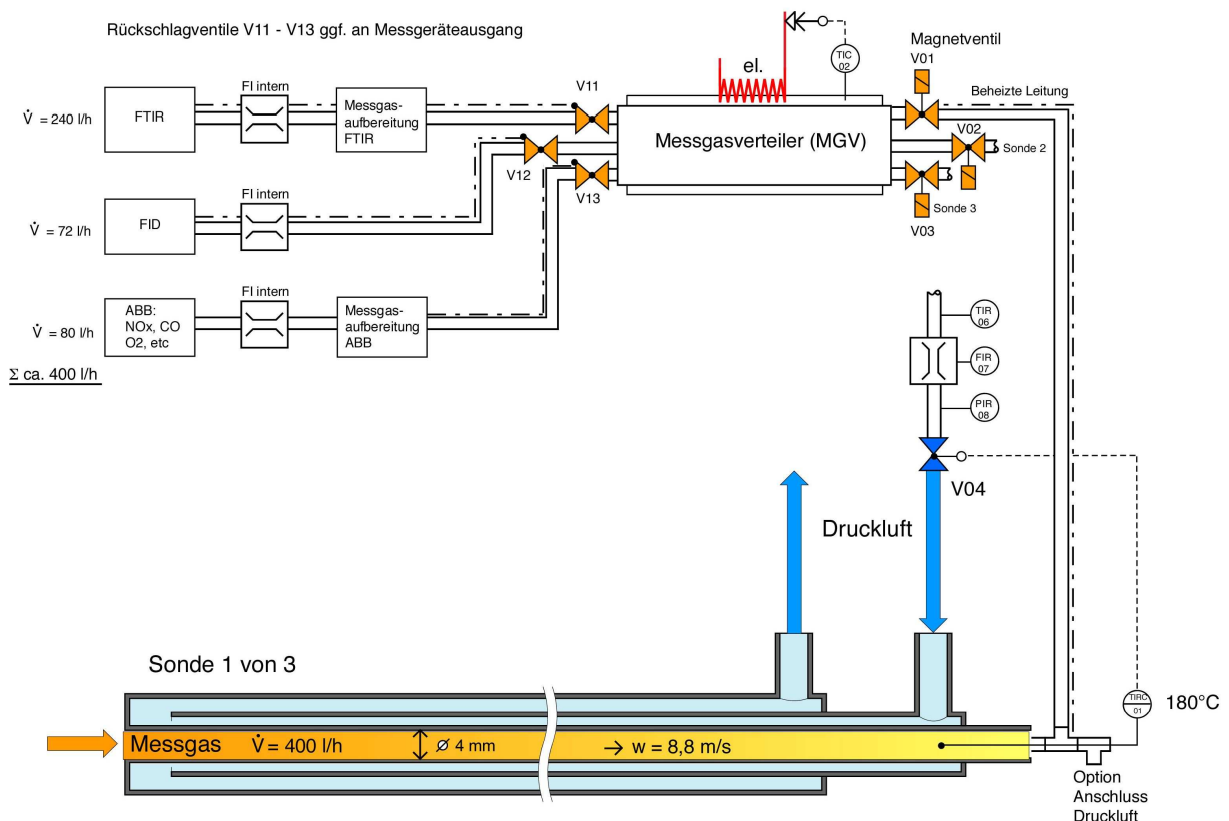 Rückschlagventile V11 - V13 ggf. an Messgeräteausgang
TIC
02
Magnetventil
V01
el.
FI intern
V11
Beheizte Leitung
V̇ = 240 l/h
FTIR
Messgas-
aufbereitung
FTIR
Messgasverteiler (MGV)
V02
Sonde 2
V12
V13
Sonde 3
V03
FI intern
V̇ = 72 l/h
FID
FI intern
V̇ = 80 l/h
ABB:
NOx, CO
O2, etc
Messgas-
aufbereitung
ABB
Σ ca. 400 l/h
TIR
06
FIR
07
PIR
08
V04
Druckluft
Sonde 1 von 3
TIRC
01
180°C
Messgas
V̇ = 400 l/h
Ø 4 mm
→ w = 8,8 m/s
Option
Anschluss
Druckluft